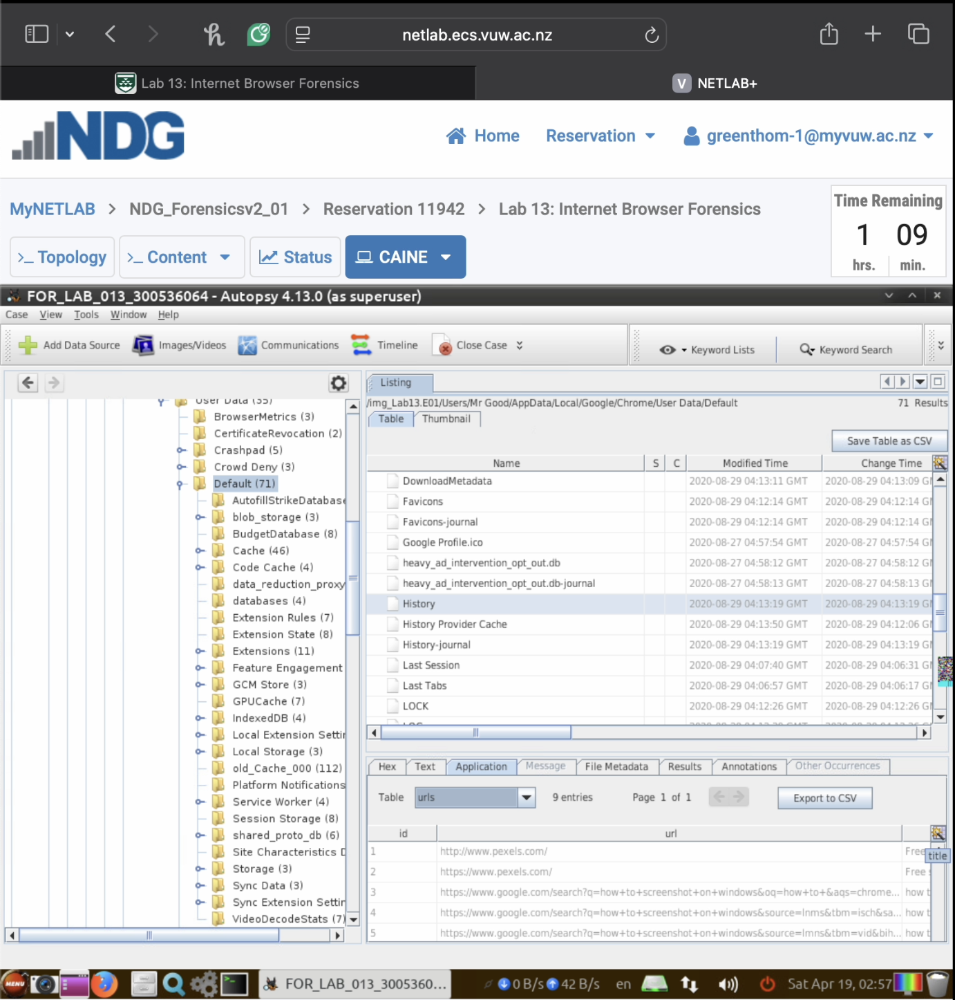 netlab.ecs.vuw.ac.nz
Lab 13: Internet Browser Forensics
V NETLAB+
NDG
Home Reservation greenthom-1@myvuw.ac.nz
MyNETLAB > NDG_Forensicsv2_01 > Reservation 11942 > Lab 13: Internet Browser Forensics
Time Remaining
1 09
hrs. min.
>_ Topology >_ Content Status CAINE
FOR_LAB_013_300536064 - Autopsy 4.13.0 (as superuser)
Case View Tools Window Help
Add Data Source Images/Videos Communications Timeline Close Case Keyword Lists Keyword Search
User Data (35)
BrowserMetrics (3)
CertificateRevocation (2)
Crashpad (5)
Crowd Deny (3)
Default (71)
AutofillStrikeDatabase
blob_storage (3)
BudgetDatabase (8)
Cache (46)
Code Cache (4)
data_reduction_proxy
databases (4)
Extension Rules (7)
Extension State (8)
Extensions (11)
Feature Engagement
GCM Store (3)
GPUCache (7)
IndexedDB (4)
Local Extension Settin
Local Storage (3)
old_Cache_000 (112)
Platform Notifications
Service Worker (4)
Session Storage (8)
shared_proto_db (6)
Site Characteristics D
Storage (3)
Sync Data (3)
Sync Extension Settin
VideoDecodeStats (7)
Listing
/img_Lab13.E01/Users/Mr Good/AppData/Local/Google/Chrome/User Data/Default 71 Results
Table Thumbnail
Save Table as CSV
Name S C Modified Time Change Time
DownloadMetadata 2020-08-29 04:13:11 GMT 2020-08-29 04:13:09 GM
Favicons 2020-08-29 04:12:14 GMT 2020-08-29 04:12:14 GM
Favicons-journal 2020-08-29 04:12:14 GMT 2020-08-29 04:12:14 GM
Google Profile.ico 2020-08-27 04:57:54 GMT 2020-08-27 04:57:54 GM
heavy_ad_intervention_opt_out.db 2020-08-27 04:58:12 GMT 2020-08-27 04:58:12 GM
heavy_ad_intervention_opt_out.db-journal 2020-08-27 04:58:13 GMT 2020-08-27 04:58:13 GM
History 2020-08-29 04:13:19 GMT 2020-08-29 04:13:19 GM
History Provider Cache 2020-08-29 04:13:50 GMT 2020-08-29 04:12:06 GM
History-journal 2020-08-29 04:13:19 GMT 2020-08-29 04:13:19 GM
Last Session 2020-08-29 04:07:40 GMT 2020-08-29 04:06:31 GM
Last Tabs 2020-08-29 04:06:57 GMT 2020-08-29 04:06:17 GM
LOCK 2020-08-29 04:12:26 GMT 2020-08-29 04:12:26 GM
Hex Text Application Message File Metadata Results Annotations Other Occurrences
Table urls 9 entries Page 1 of 1 Export to CSV
id url
title
1 http://www.pexels.com/ Free
2 https://www.pexels.com/ Free s
3 https://www.google.com/search?q=how+to+screenshot+on+windows&oq=how+to+&aqs=chrome... how t
4 https://www.google.com/search?q=how+to+screenshot+on+windows&source=lnms&tbm=isch&sa... how t
5 https://www.google.com/search?q=how+to+screenshot+on+windows&source=lmns&tbm=vid&bih... how t
MENU FOR_LAB_013_3005360... 0 B/s 42 B/s en Sat Apr 19, 02:57